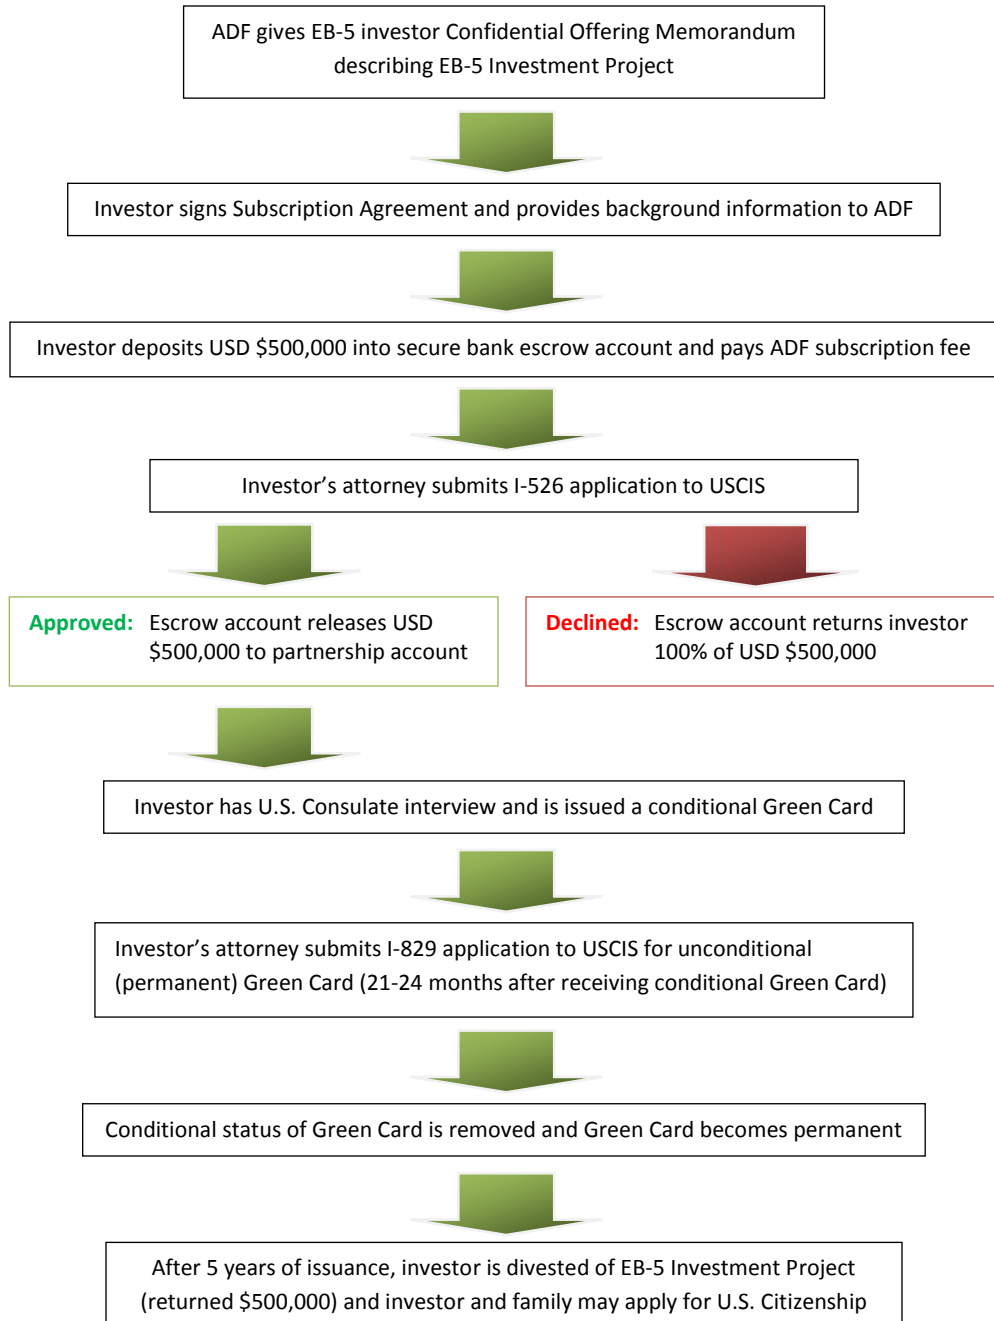 ADF gives EB-5 investor Confidential Offering Memorandum
describing EB-5 Investment Project
Investor signs Subscription Agreement and provides background information to ADF
Investor deposits USD $500,000 into secure bank escrow account and pays ADF subscription fee
Investor’s attorney submits I-526 application to USCIS
Approved: Escrow account releases USD
$500,000 to partnership account
Declined: Escrow account returns investor
100% of USD $500,000
Investor has U.S. Consulate interview and is issued a conditional Green Card
Investor’s attorney submits I-829 application to USCIS for unconditional
(permanent) Green Card (21-24 months after receiving conditional Green Card)
Conditional status of Green Card is removed and Green Card becomes permanent
After 5 years of issuance, investor is divested of EB-5 Investment Project
(returned $500,000) and investor and family may apply for U.S. Citizenship